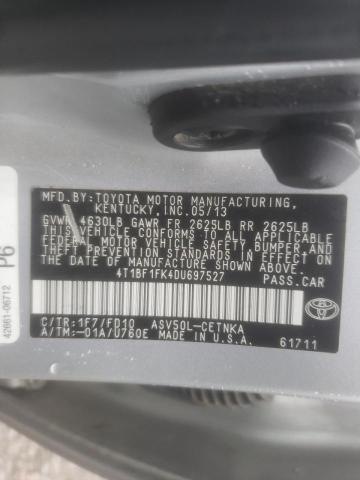 MFD.BY:TOYOTA MOTOR MANUFACTURING,
KENTUCKY,INC.05/13
GVWR 4630LB GAWR FR 2625LB RR 2625LB
THIS VEHICLE CONFORMS TO ALL APPLICABLE
FEDERAL MOTOR VEHICLE SAFETY, BUMPER, AND
THEFT PREVENTION STANDARDS IN EFFECT ON
THE DATE OF MANUFACTURE SHOWN ABOVE.
4T1BF1FK4DU697527 PASS.CAR
C/TR:1F7/FD10 ASV50L-CETNKA
A/TM:-01A/U760E MADE IN U.S.A. 61711
P6
42661-06712